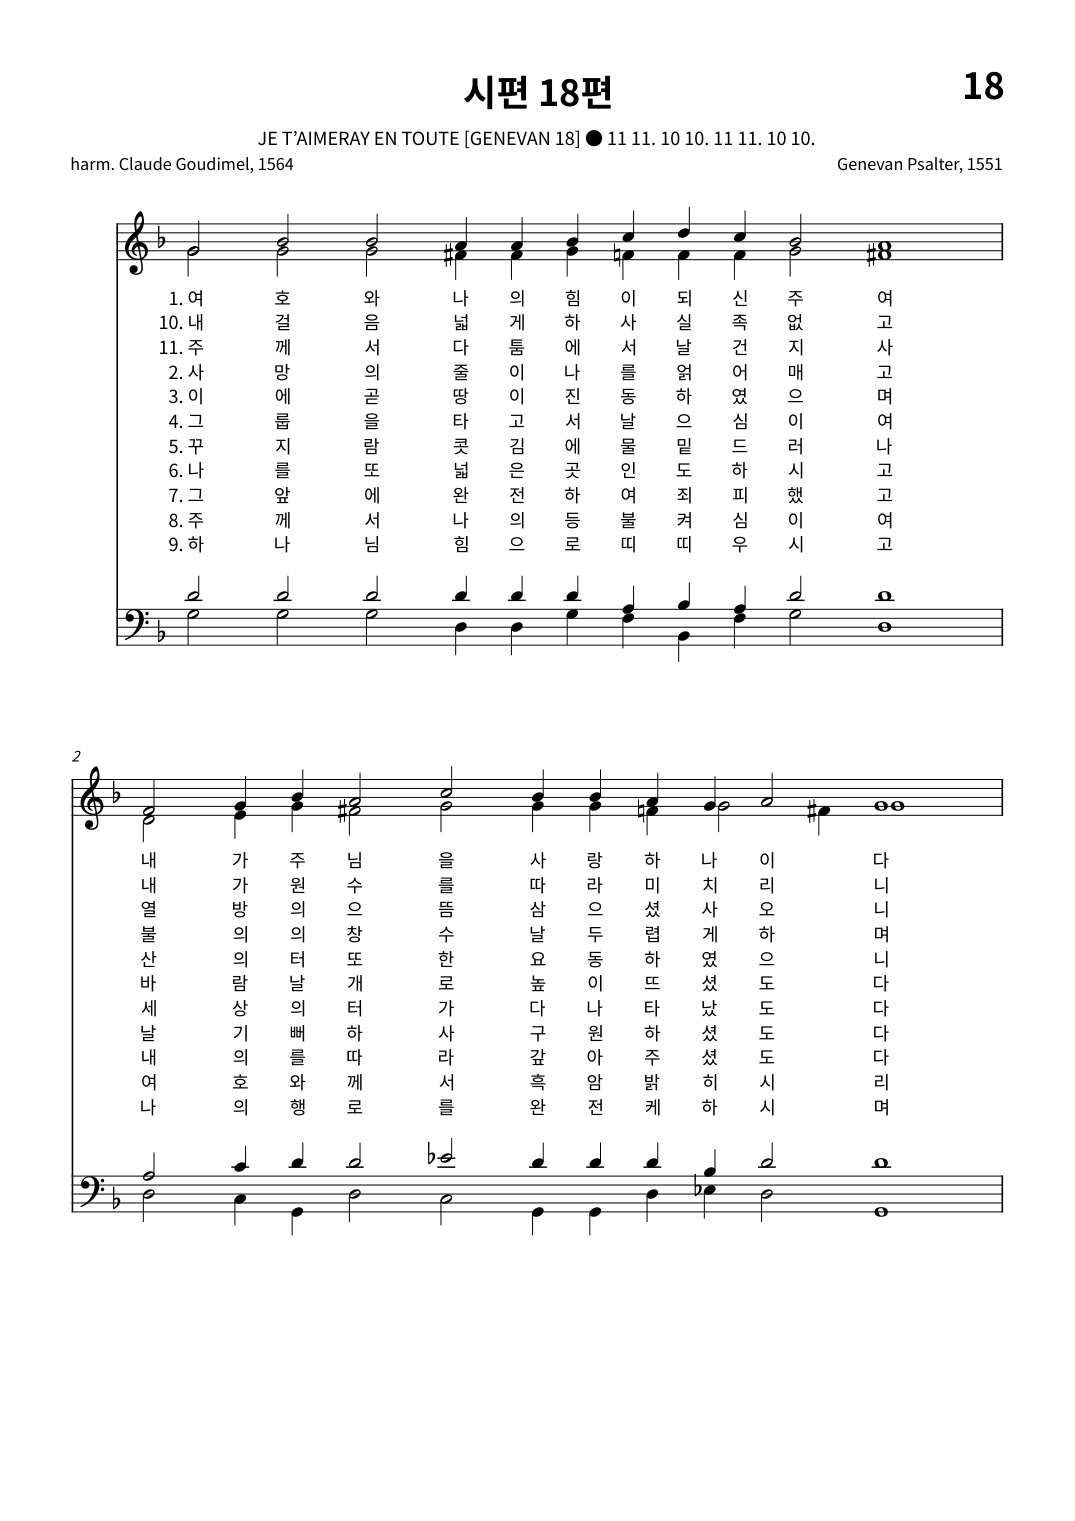 시편 18편
18
JE T’AIMERAY EN TOUTE [GENEVAN 18] ● 11 11. 10 10. 11 11. 10 10.
harm. Claude Goudimel, 1564
Genevan Psalter, 1551
1. 여 호 와 나 의 힘 이 되 신 주 여
10. 내 걸 음 넓 게 하 사 실 족 없 고
11. 주 께 서 다 툼 에 서 날 건 지 사
2. 사 망 의 줄 이 나 를 얽 어 매 고
3. 이 에 곧 땅 이 진 동 하 였 으 며
4. 그 룹 을 타 고 서 날 으 심 이 여
5. 꾸 지 람 콧 김 에 물 밑 드 러 나
6. 나 를 또 넓 은 곳 인 도 하 시 고
7. 그 앞 에 완 전 하 여 죄 피 했 고
8. 주 께 서 나 의 등 불 켜 심 이 여
9. 하 나 님 힘 으 로 띠 띠 우 시 고
2
내 가 주 님 을 사 랑 하 나 이 다
내 가 원 수 를 따 라 미 치 리 니
열 방 의 으 뜸 삼 으 셨 사 오 니
불 의 의 창 수 날 두 렵 게 하 며
산 의 터 또 한 요 동 하 였 으 니
바 람 날 개 로 높 이 뜨 셨 도 다
세 상 의 터 가 다 나 타 났 도 다
날 기 뻐 하 사 구 원 하 셨 도 다
내 의 를 따 라 갚 아 주 셨 도 다
여 호 와 께 서 흑 암 밝 히 시 리
나 의 행 로 를 완 전 케 하 시 며